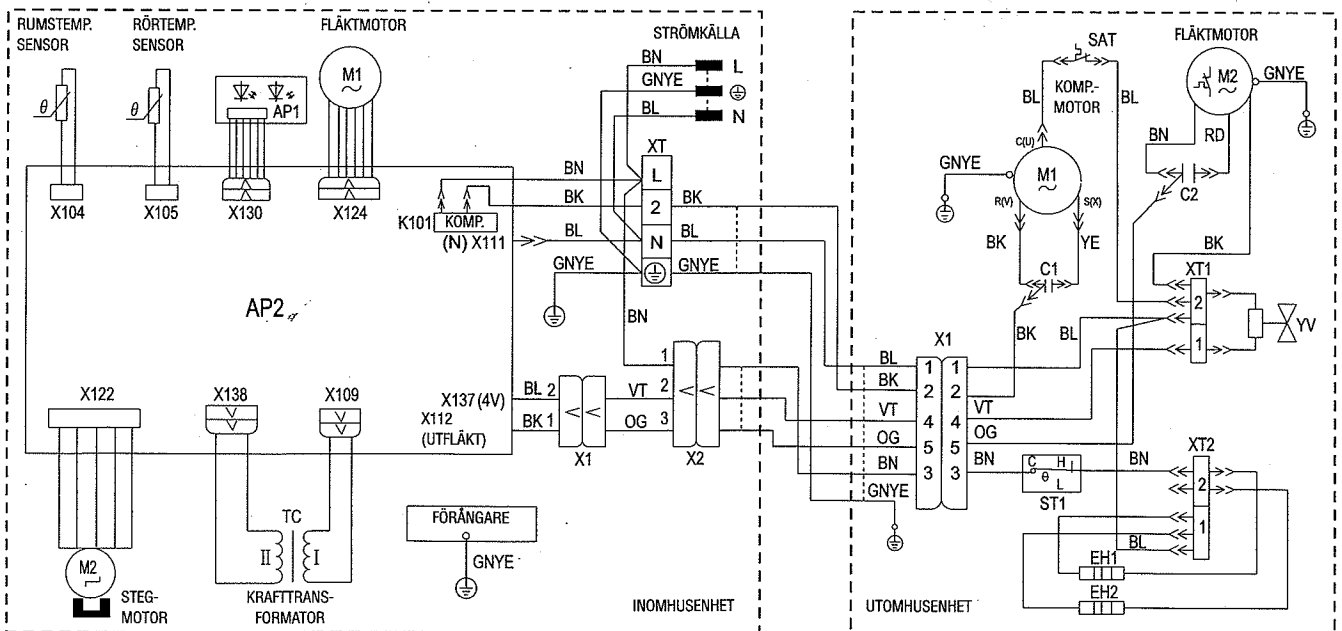 RUMSTEMP.
SENSOR
RÖRTEMP.
SENSOR
FLÄKTMOTOR
STRÖMKÄLLA
θ
θ
AP1
M1
BN
GNYE
BL
L
N
XT
X104
X105
X130
X124
BN
BK
K101
KOMP.
(N) X111
BL
GNYE
L
2
N
BK
BL
GNYE
AP2
BN
X122
X138
X109
X137(4V)
X112
(UTFLÄKT)
BL 2
BK 1
X1
VT
OG
1
2
3
X2
TC
II
I
M2
STEG-
MOTOR
KRAFTTRANS-
FORMATOR
FÖRÅNGARE
GNYE
INOMHUSENHET
SAT
FLÄKTMOTOR
BL
KOMP.-
MOTOR
BL
M2
GNYE
BN
RD
C(U)
M1
GNYE
R(V)
S(X)
BK
YE
C1
C2
BK
BK
BL
XT1
2
1
YV
X1
BL
BK
VT
OG
BN
GNYE
1
2
4
5
3
1
2
4
5
3
VT
OG
BN
C
H
θ
L
ST1
BN
XT2
2
1
BL
EH1
EH2
UTOMHUSENHET